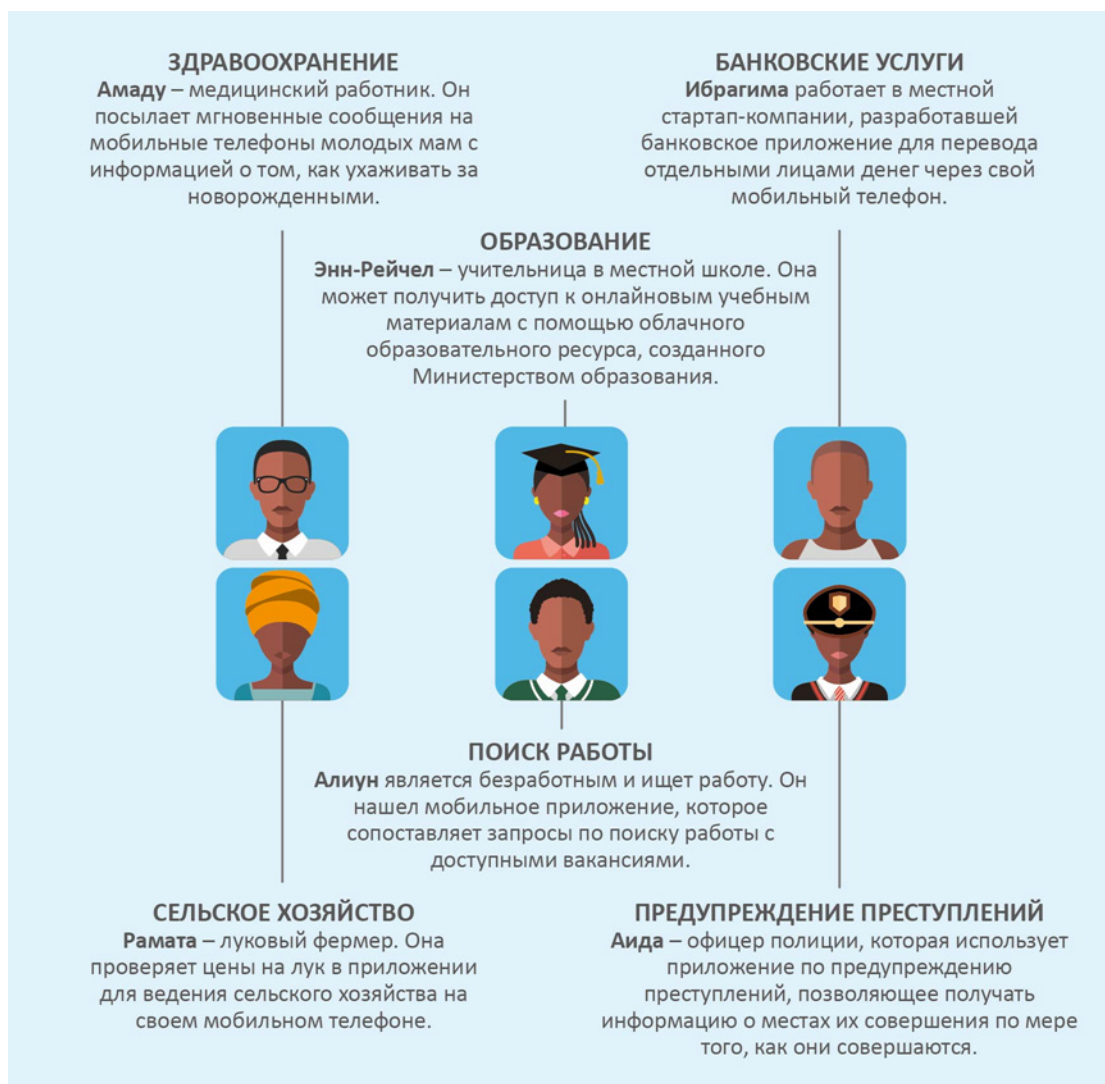 ЗДРАВООХРАНЕНИЕ
Амаду – медицинский работник. Он
посылает мгновенные сообщения на
мобильные телефоны молодых мам с
информацией о том, как ухаживать за
новорожденными.
БАНКОВСКИЕ УСЛУГИ
Ибрагима работает в местной
стартап-компании, разработавшей
банковское приложение для перевода
отдельными лицами денег через свой
мобильный телефон.
ОБРАЗОВАНИЕ
Энн-Рейчел – учительница в местной школе. Она
может получить доступ к онлайновым учебным
материалам с помощью облачного
образовательного ресурса, созданного
Министерством образования.
ПОИСК РАБОТЫ
Алиун является безработным и ищет работу. Он
нашел мобильное приложение, которое
сопоставляет запросы по поиску работы с
доступными вакансиями.
СЕЛЬСКОЕ ХОЗЯЙСТВО
Рамата – луковый фермер. Она
проверяет цены на лук в приложении
для ведения сельского хозяйства на
своем мобильном телефоне.
ПРЕДУПРЕЖДЕНИЕ ПРЕСТУПЛЕНИЙ
Аида – офицер полиции, которая использует
приложение по предупреждению
преступлений, позволяющее получать
информацию о местах их совершения по мере
того, как они совершаются.